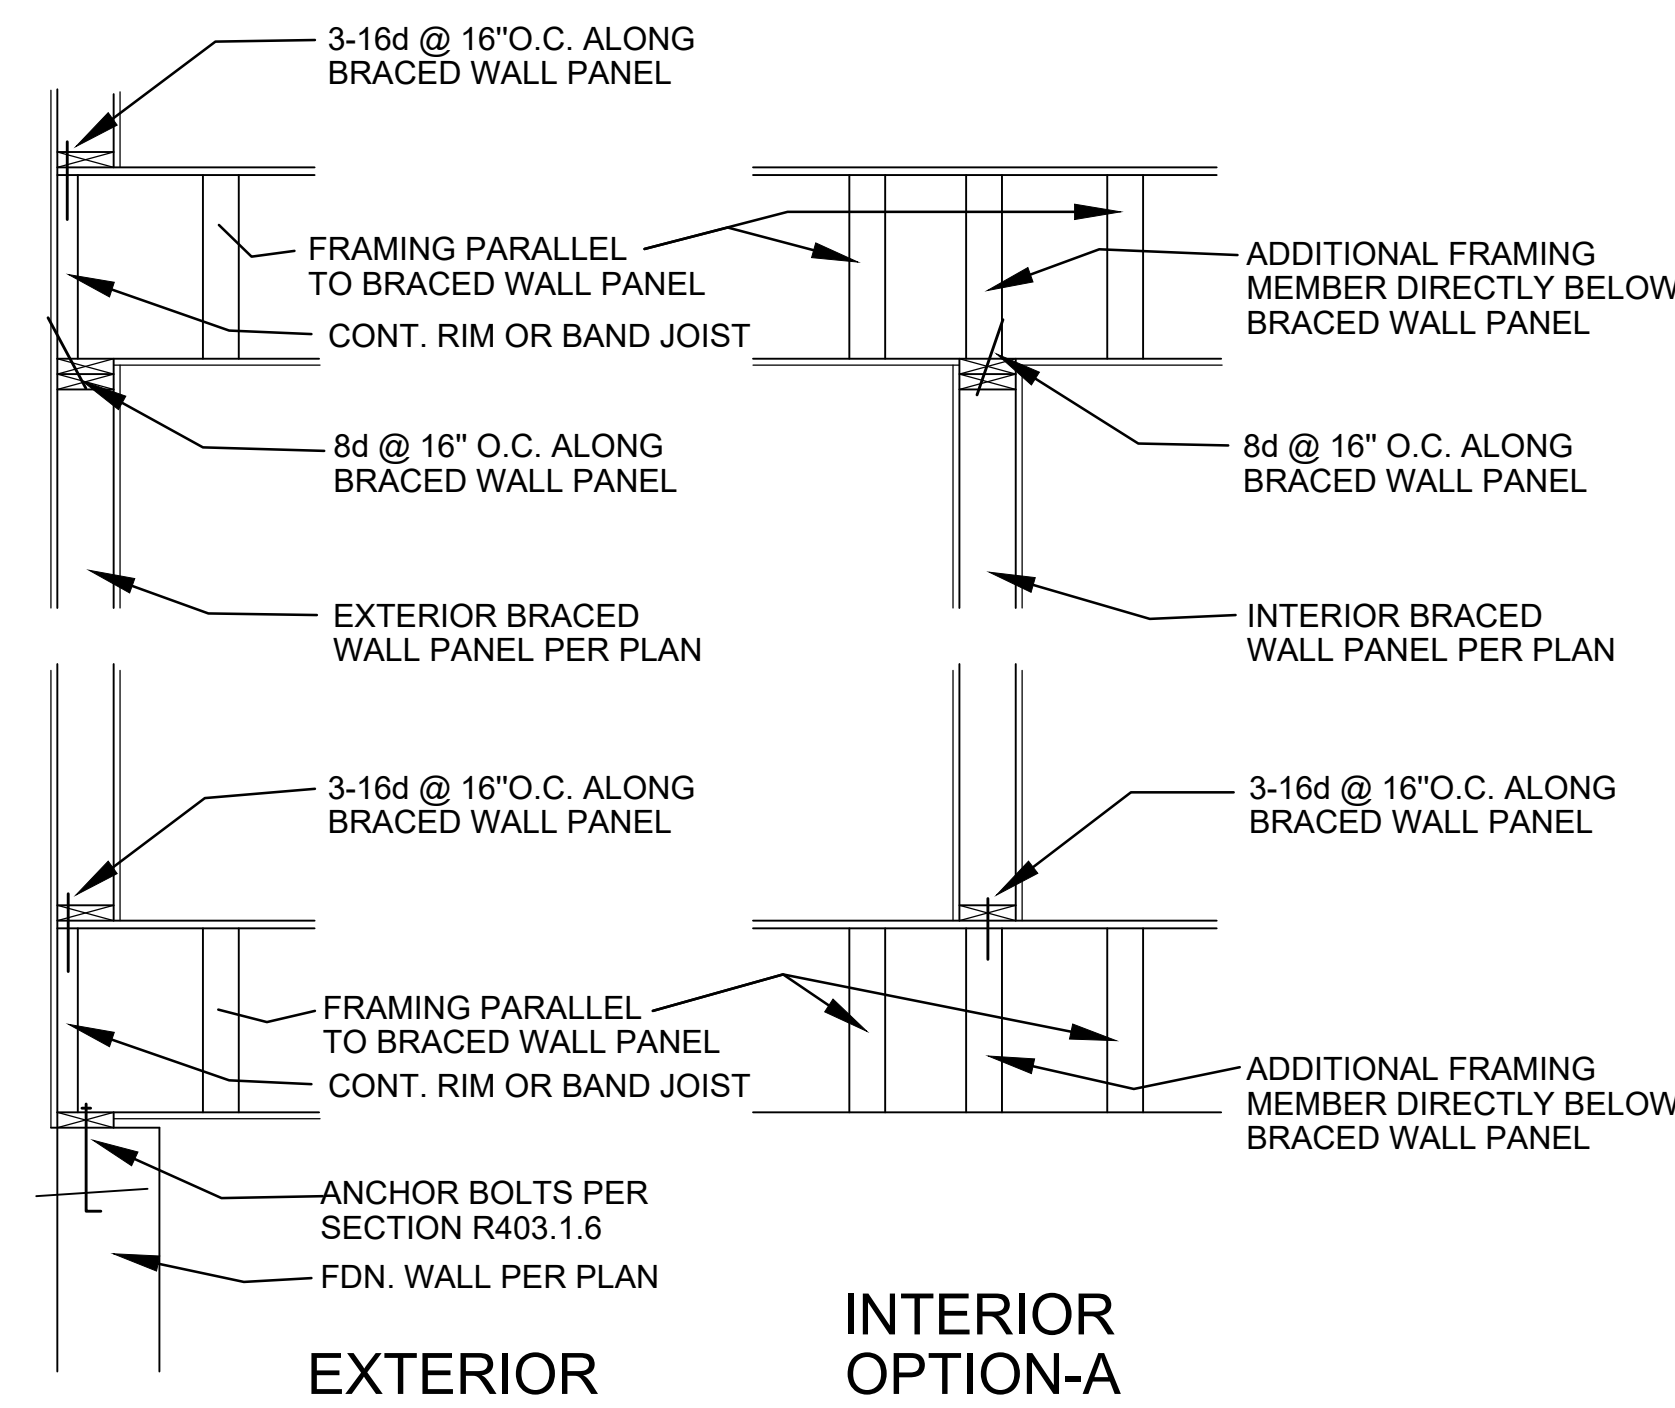 3-16d @ 16"O.C. ALONG
BRACED WALL PANEL
FRAMING PARALLEL
TO BRACED WALL PANEL
CONT. RIM OR BAND JOIST
8d @ 16" O.C. ALONG
BRACED WALL PANEL
EXTERIOR BRACED
WALL PANEL PER PLAN
3-16d @ 16"O.C. ALONG
BRACED WALL PANEL
FRAMING PARALLEL
TO BRACED WALL PANEL
CONT. RIM OR BAND JOIST
ANCHOR BOLTS PER
SECTION R403.1.6
FDN. WALL PER PLAN
EXTERIOR
ADDITIONAL FRAMING
MEMBER DIRECTLY BELOW
BRACED WALL PANEL
8d @ 16" O.C. ALONG
BRACED WALL PANEL
INTERIOR BRACED
WALL PANEL PER PLAN
3-16d @ 16"O.C. ALONG
BRACED WALL PANEL
ADDITIONAL FRAMING
MEMBER DIRECTLY BELOW
BRACED WALL PANEL
INTERIOR
OPTION-A